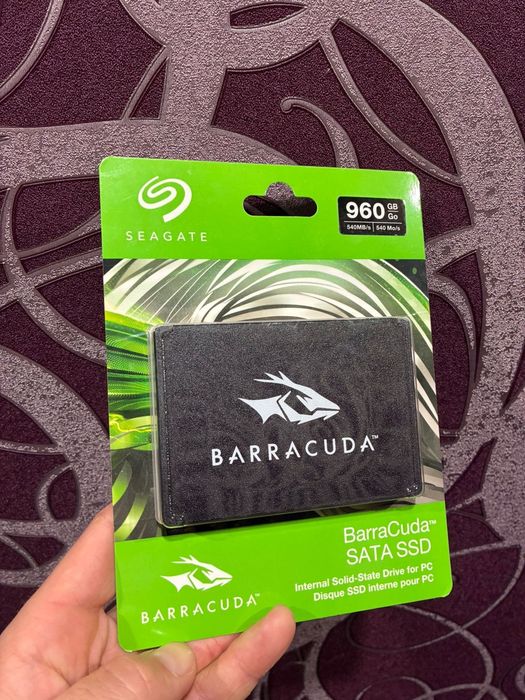 SEAGATE
960 GB Go
540MB/s | 540 Mo/s
BARRACUDA™
BarraCuda™
SATA SSD
Internal Solid-State Drive for PC
Disque SSD interne pour PC
BARRACUDA™